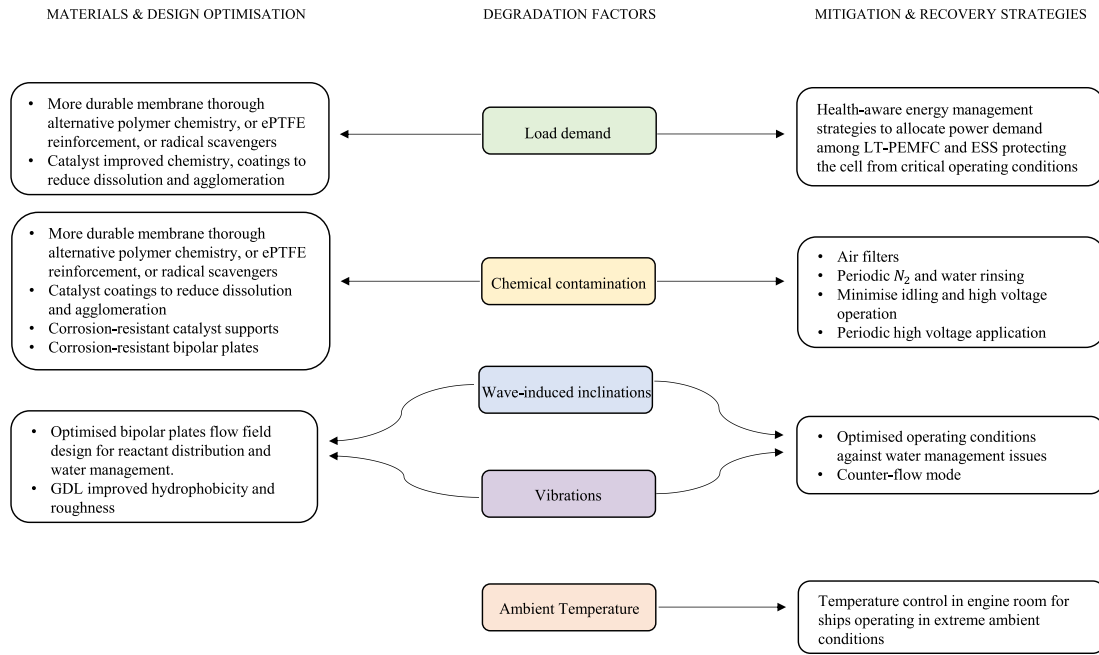 MATERIALS & DESIGN OPTIMISATION
DEGRADATION FACTORS
MITIGATION & RECOVERY STRATEGIES
• More durable membrane thorough
alternative polymer chemistry, or ePTFE
reinforcement, or radical scavengers
• Catalyst improved chemistry, coatings to
reduce dissolution and agglomeration
Load demand
Health-aware energy management
strategies to allocate power demand
among LT-PEMFC and ESS protecting
the cell from critical operating conditions
• More durable membrane thorough
alternative polymer chemistry, or ePTFE
reinforcement, or radical scavengers
• Catalyst coatings to reduce dissolution
and agglomeration
• Corrosion-resistant catalyst supports
• Corrosion-resistant bipolar plates
Chemical contamination
• Air filters
• Periodic N₂ and water rinsing
• Minimise idling and high voltage
operation
• Periodic high voltage application
Wave-induced inclinations
• Optimised bipolar plates flow field
design for reactant distribution and
water management.
• GDL improved hydrophobicity and
roughness
Vibrations
• Optimised operating conditions
against water management issues
• Counter-flow mode
Ambient Temperature
Temperature control in engine room for
ships operating in extreme ambient
conditions